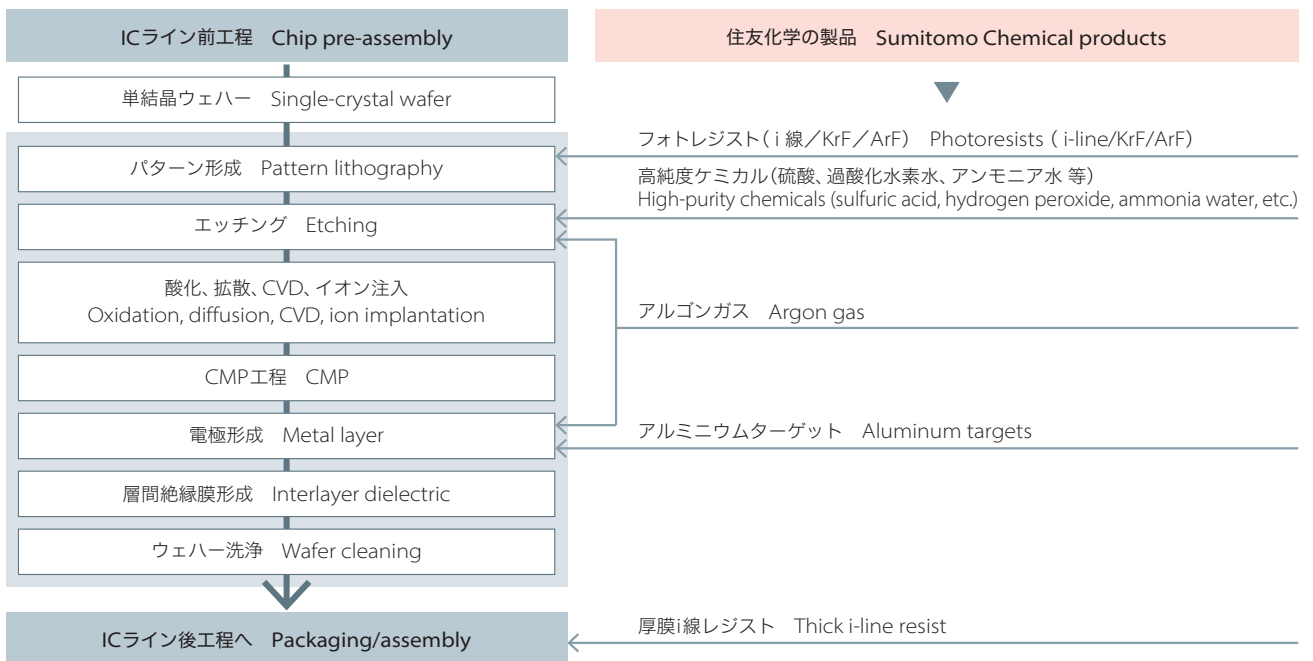 ICライン前工程 Chip pre-assembly
住友化学の製品 Sumitomo Chemical products
単結晶ウェハー Single-crystal wafer
フォトレジスト（ i 線／KrF／ArF） Photoresists ( i-line/KrF/ArF)
パターン形成 Pattern lithography
高純度ケミカル（硫酸、過酸化水素水、アンモニア水 等）
High-purity chemicals (sulfuric acid, hydrogen peroxide, ammonia water, etc.)
エッチング Etching
酸化、拡散、CVD、イオン注入
Oxidation, diffusion, CVD, ion implantation
アルゴンガス Argon gas
CMP工程 CMP
電極形成 Metal layer
アルミニウムターゲット Aluminum targets
層間絶縁膜形成 Interlayer dielectric
ウェハー洗浄 Wafer cleaning
ICライン後工程へ Packaging/assembly
厚膜i線レジスト Thick i-line resist